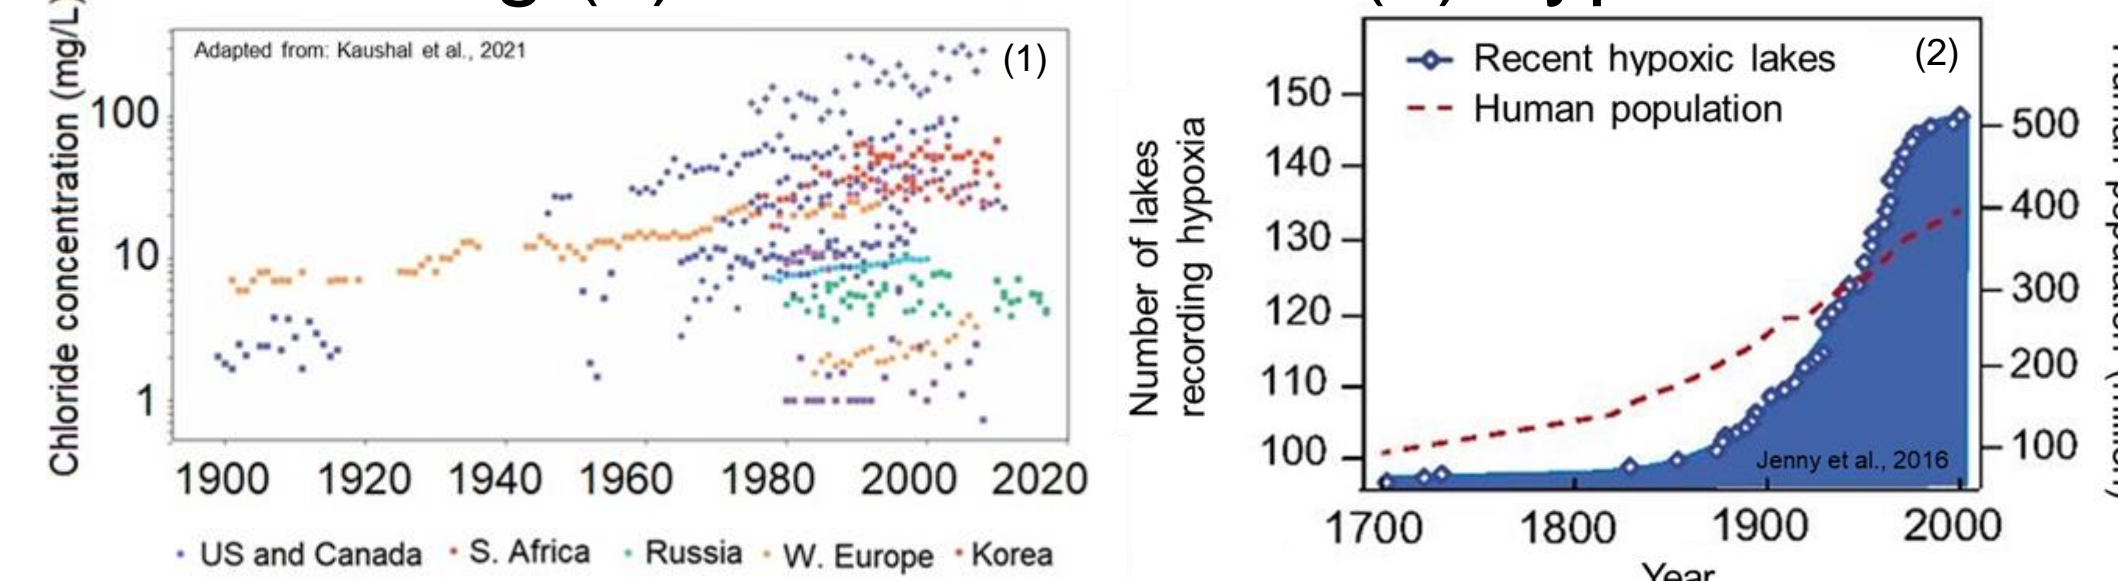 Adapted from: Kaushal et al., 2021
(1)
Chloride concentration (mg/L)
100
10
1
1900 1920 1940 1960 1980 2000 2020
US and Canada S. Africa Russia W. Europe Korea
Recent hypoxic lakes
(2)
Human population
Number of lakes
recording hypoxia
150
140
130
120
110
100
500
400
300
200
100
Jenny et al., 2016
1700 1800 1900 2000
Year